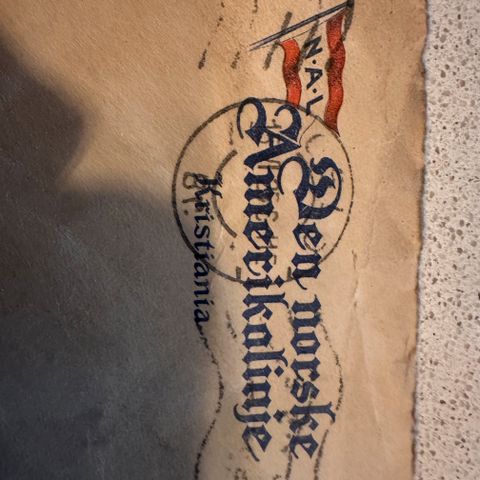 N.A.L
Den norske
Amerikalinje
Kristiania